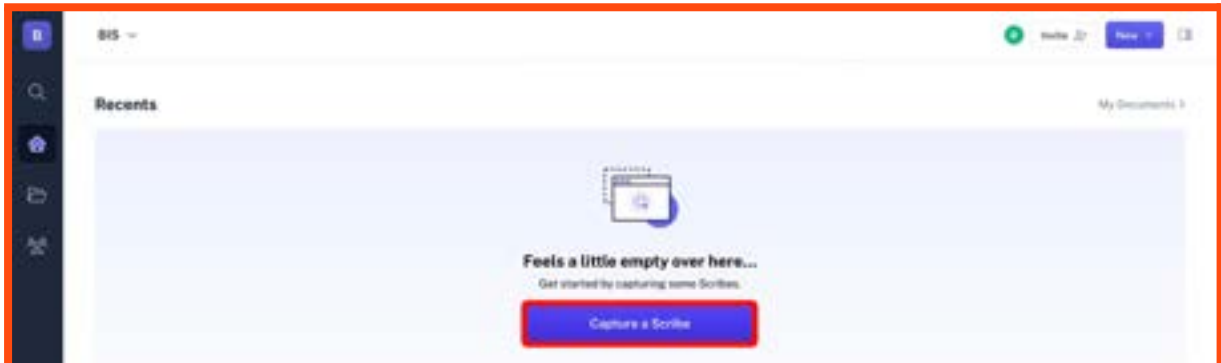 B
BIS
Invite
New
Recents
My Documents
Feels a little empty over here...
Get started by capturing some Scribes.
Capture a Scribe